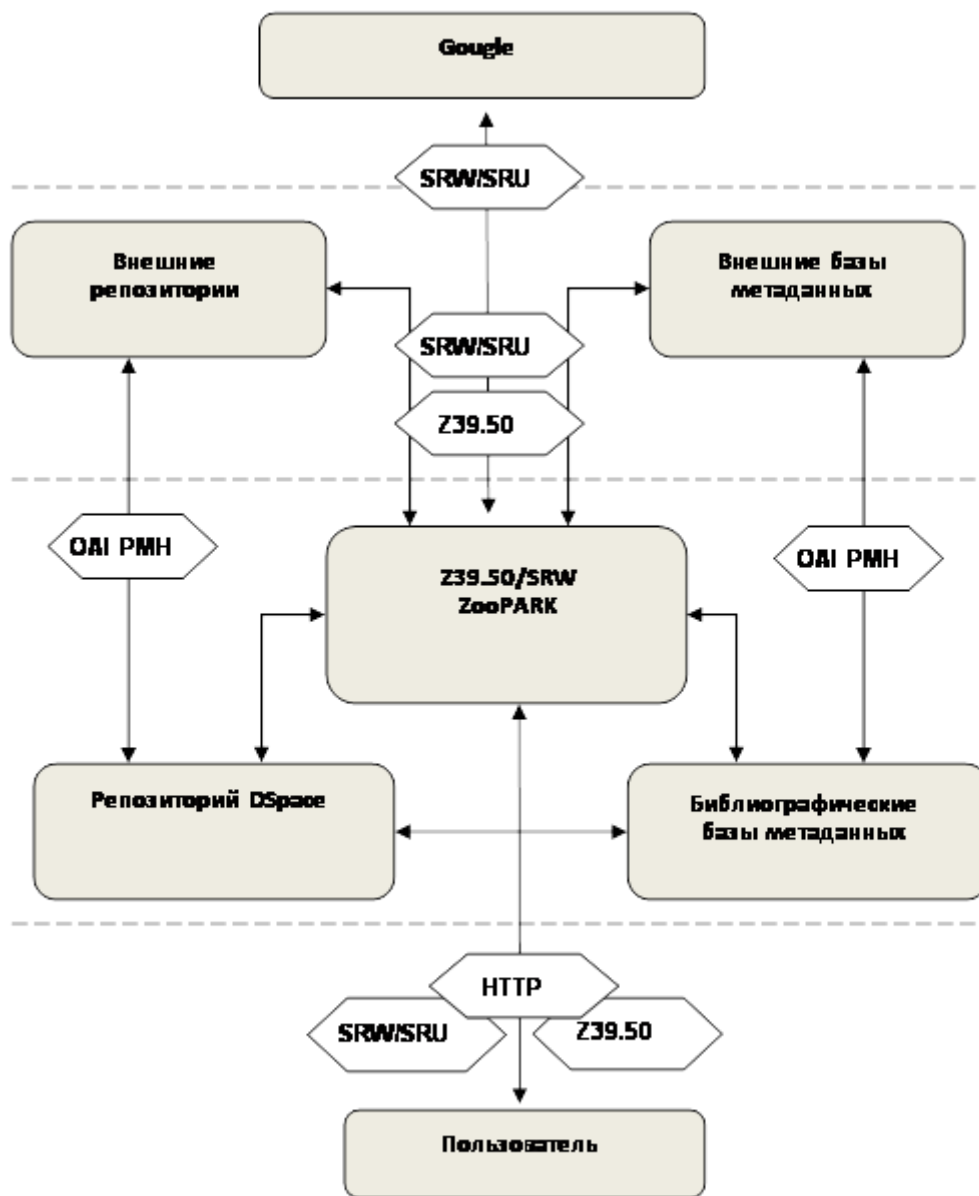 Gougle
SRW/SRU
Внешние
репозитории
Внешние базы
метаданных
SRW/SRU
Z39.50
OAI PMH
OAI PMH
Z39.50/SRW
ZooPARK
Репозиторий DSpace
Библиографические
базы метаданных
HTTP
SRW/SRU
Z39.50
Пользователь